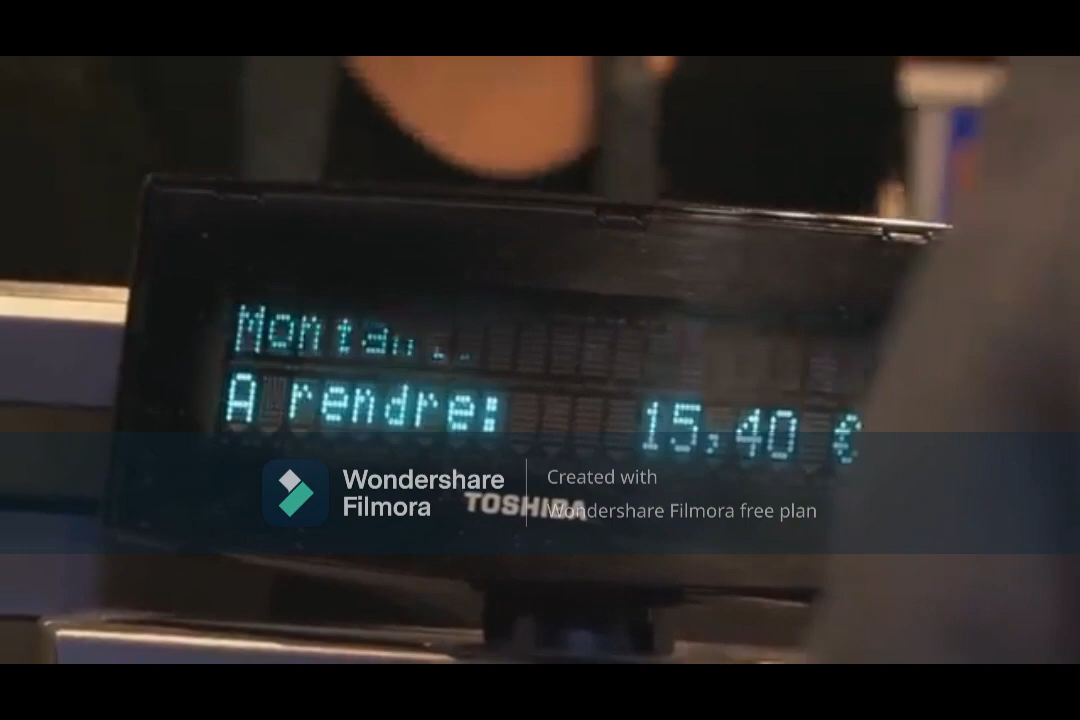 A rendre: 15,40 €
TOSHIBA
Wondershare
Filmora
Created with
Wondershare Filmora free plan